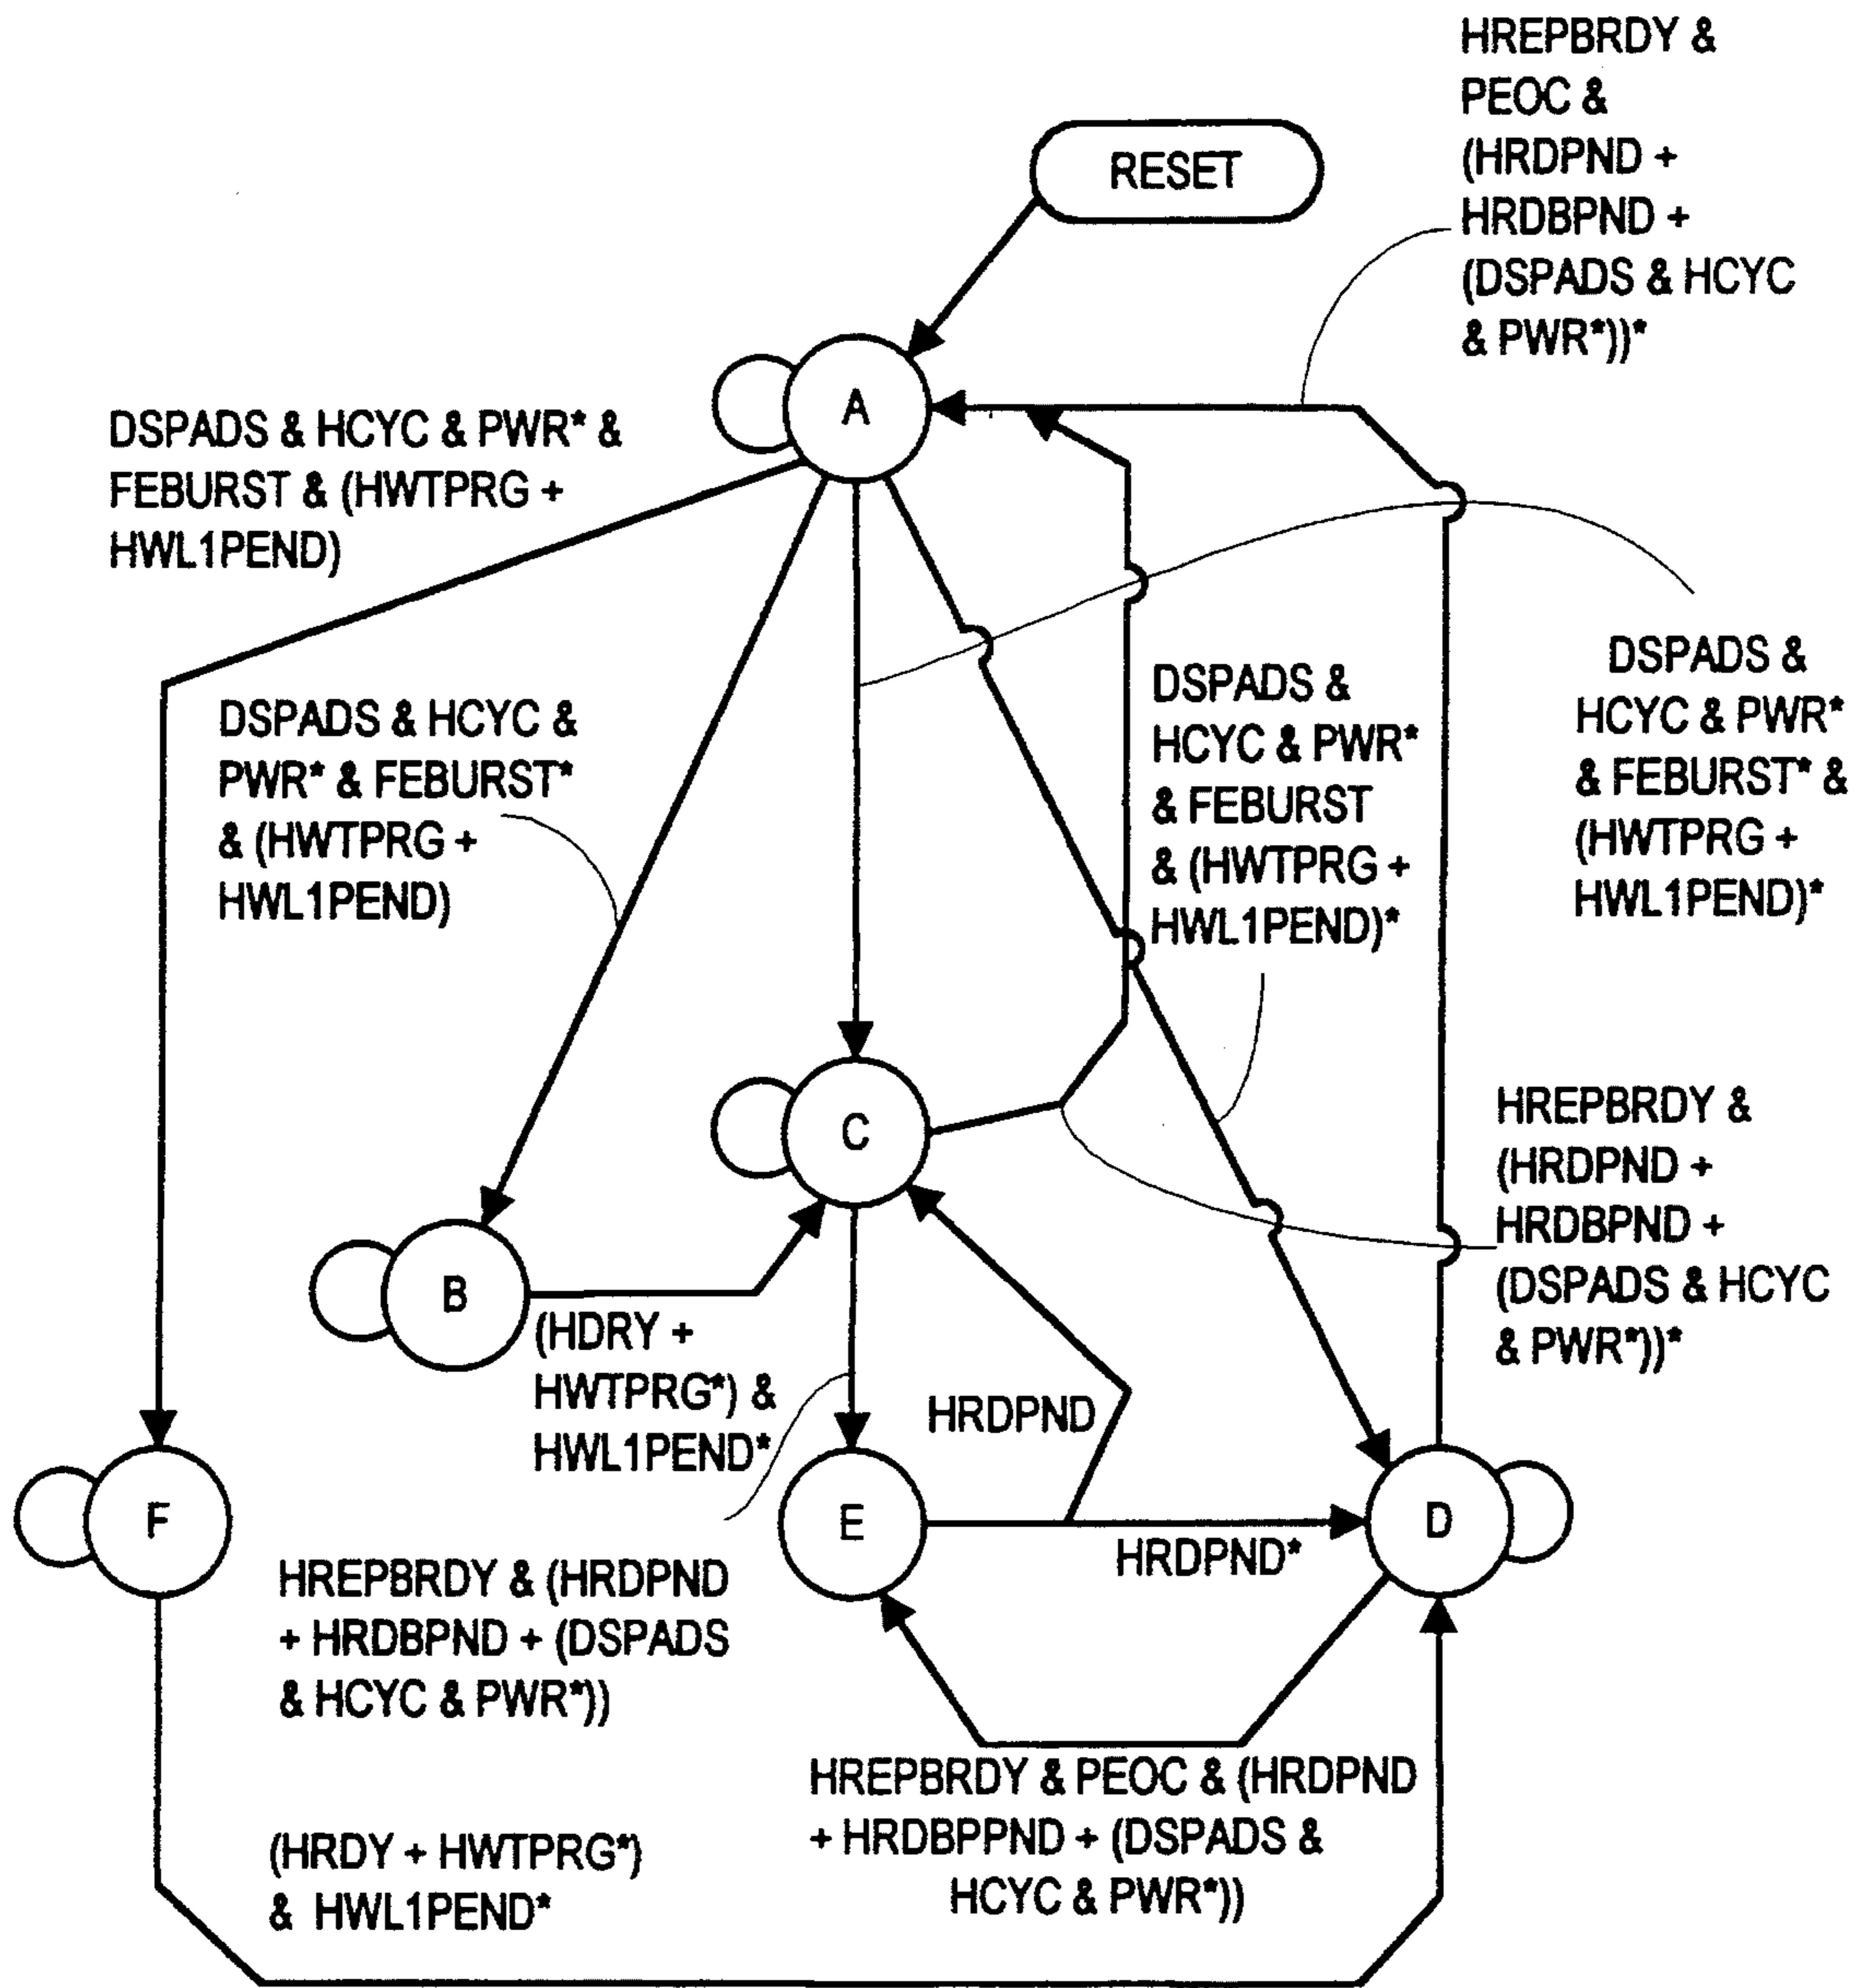 HREPBRDY &
PEOC &
(HRDPND +
HRDBPND +
(DSPADS & HCYC
& PWR*))*
RESET
A
DSPADS & HCYC & PWR* &
FEBURST & (HWTPRG +
HWL1PEND)
DSPADS & HCYC &
PWR* & FEBURST*
& (HWTPRG +
HWL1PEND)
DSPADS &
HCYC & PWR*
& FEBURST
& (HWTPRG +
HWL1PEND)*
DSPADS &
HCYC & PWR*
& FEBURST* &
(HWTPRG +
HWL1PEND)*
C
HREPBRDY &
(HRDPND +
HRDBPND +
(DSPADS & HCYC
& PWR*))*
B
(HDRY +
HWTPRG*) &
HWL1PEND*
HRDPND
F
E
HRDPND*
D
HREPBRDY & (HRDPND
+ HRDBPND + (DSPADS
& HCYC & PWR*))
HREPBRDY & PEOC & (HRDPND
+ HRDBPPND + (DSPADS &
HCYC & PWR*))
(HRDY + HWTPRG*)
& HWL1PEND*